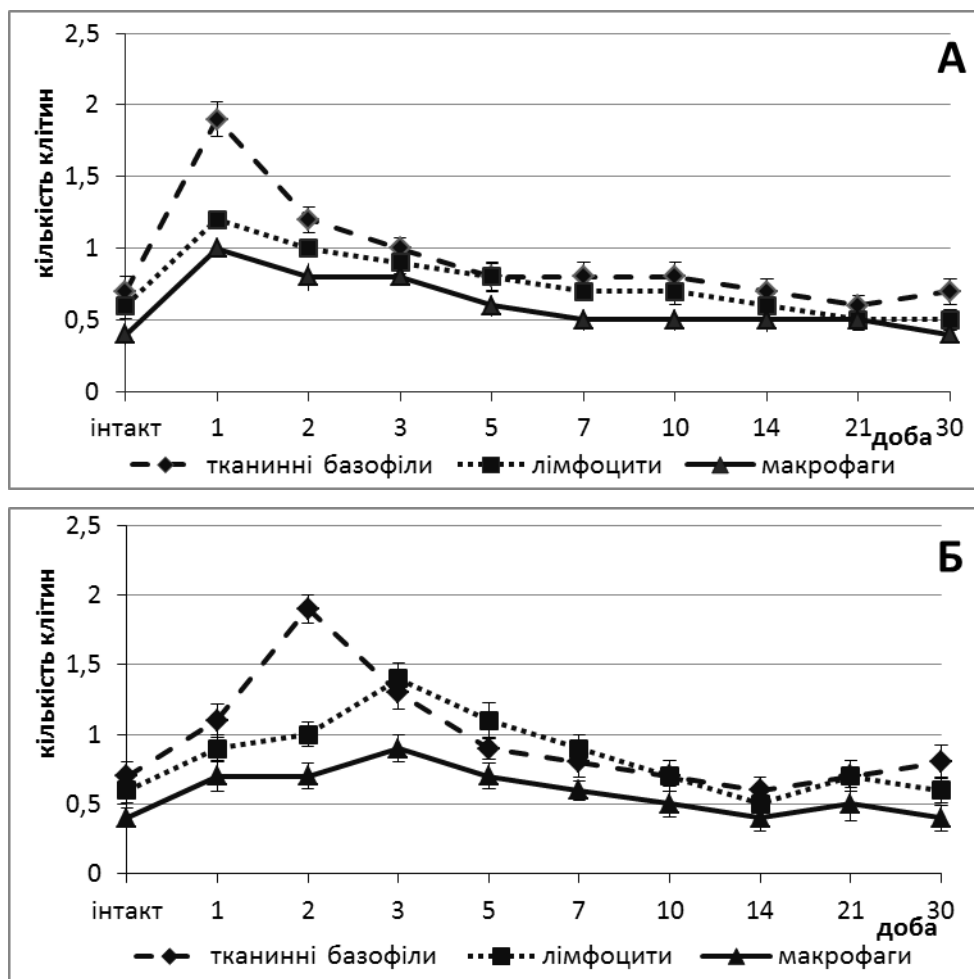 А
кількість клітин
2,5
2
1,5
1
0,5
0
інтакт 1 2 3 5 7 10 14 21 30
доба
тканинні базофіли лімфоцити макрофаги
Б
кількість клітин
2,5
2
1,5
1
0,5
0
інтакт 1 2 3 5 7 10 14 21 30
доба
тканинні базофіли лімфоцити макрофаги